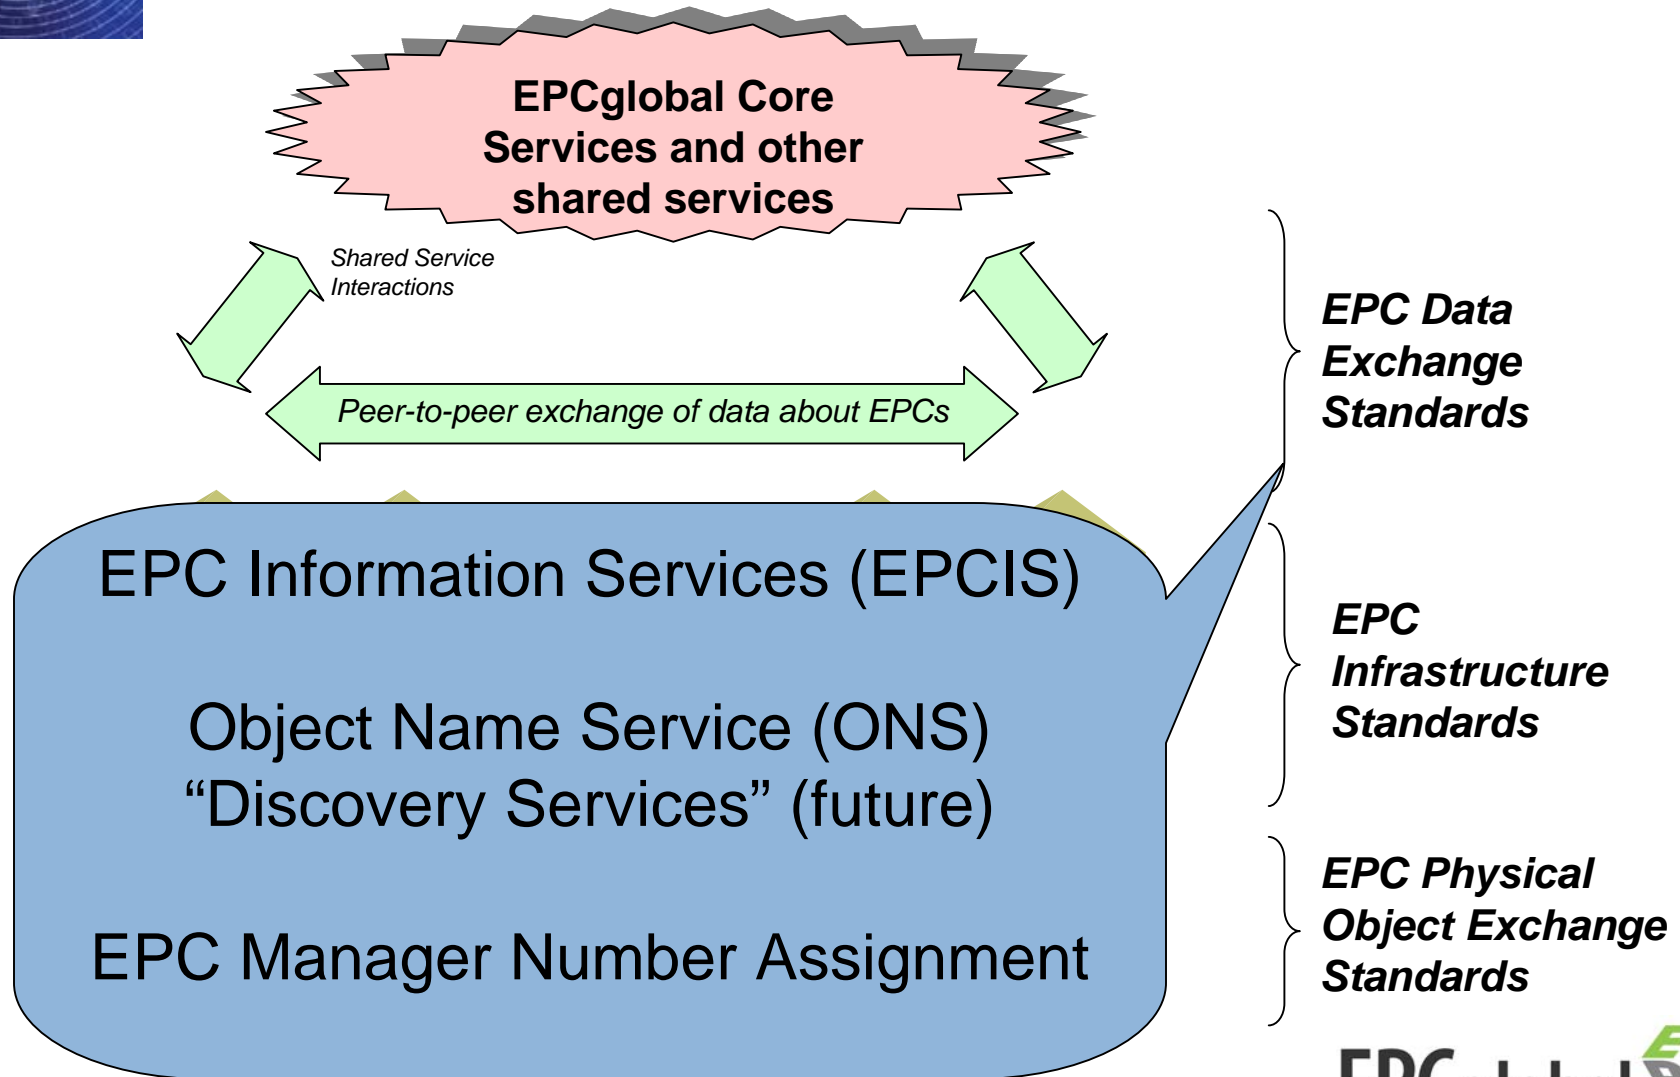 EPCglobal Core
Services and other
shared services
Shared Service
Interactions
Peer-to-peer exchange of data about EPCs
EPC Data
Exchange
Standards
EPC Information Services (EPCIS)
Object Name Service (ONS)
“Discovery Services” (future)
EPC Manager Number Assignment
EPC
Infrastructure
Standards
EPC Physical
Object Exchange
Standards
EPCglobal